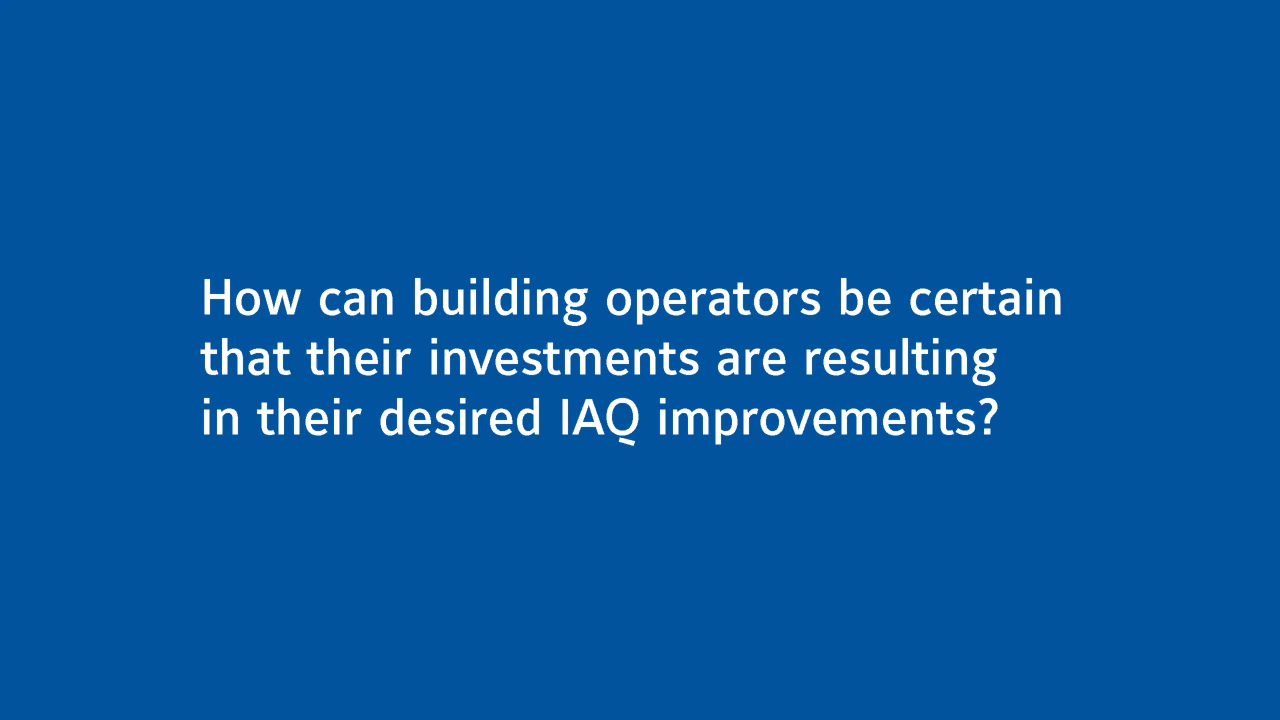 How can building operators be certain
that their investments are resulting
in their desired IAQ improvements?